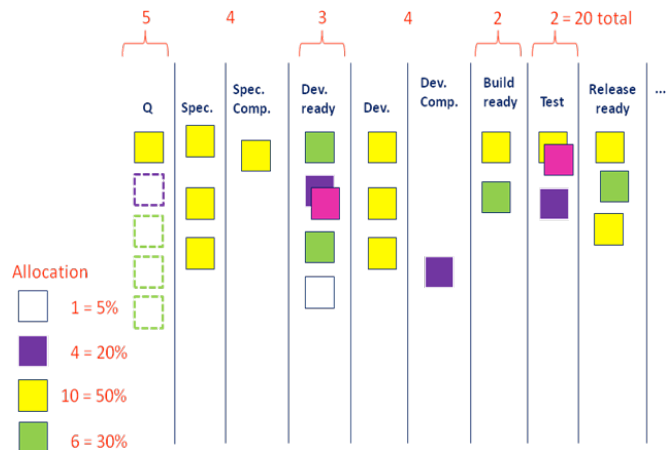 5 4 3 4 2 2 = 20 total
Q Spec. Spec. Comp. Dev. ready Dev. Dev. Comp. Build ready Test Release ready ...
Allocation
1 = 5%
4 = 20%
10 = 50%
6 = 30%